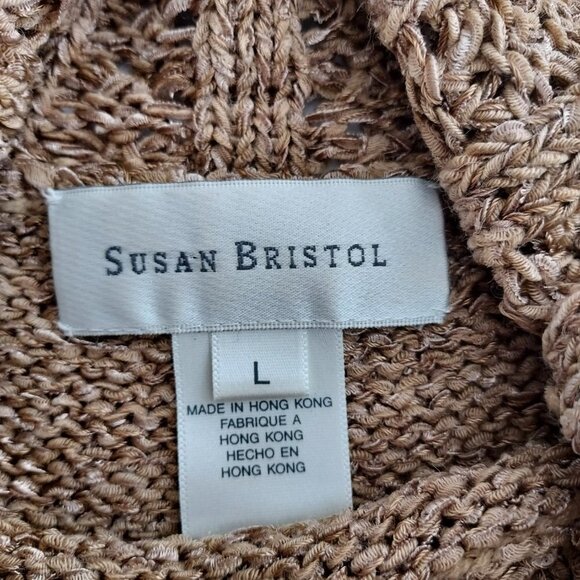 SUSAN BRISTOL
L
MADE IN HONG KONG
FABRIQUE A
HONG KONG
HECHO EN
HONG KONG